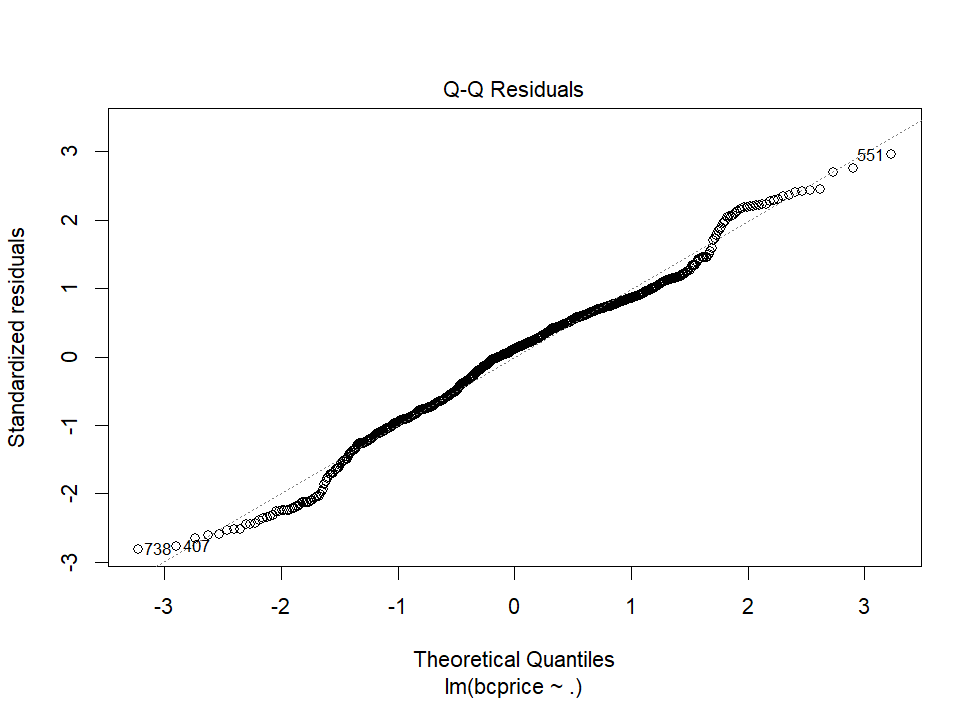 Q-Q Residuals
3
2
1
0
-1
-2
-3
Standardized residuals
551
738
407
-3 -2 -1 0 1 2 3
Theoretical Quantiles
lm(bcprice ~ .)